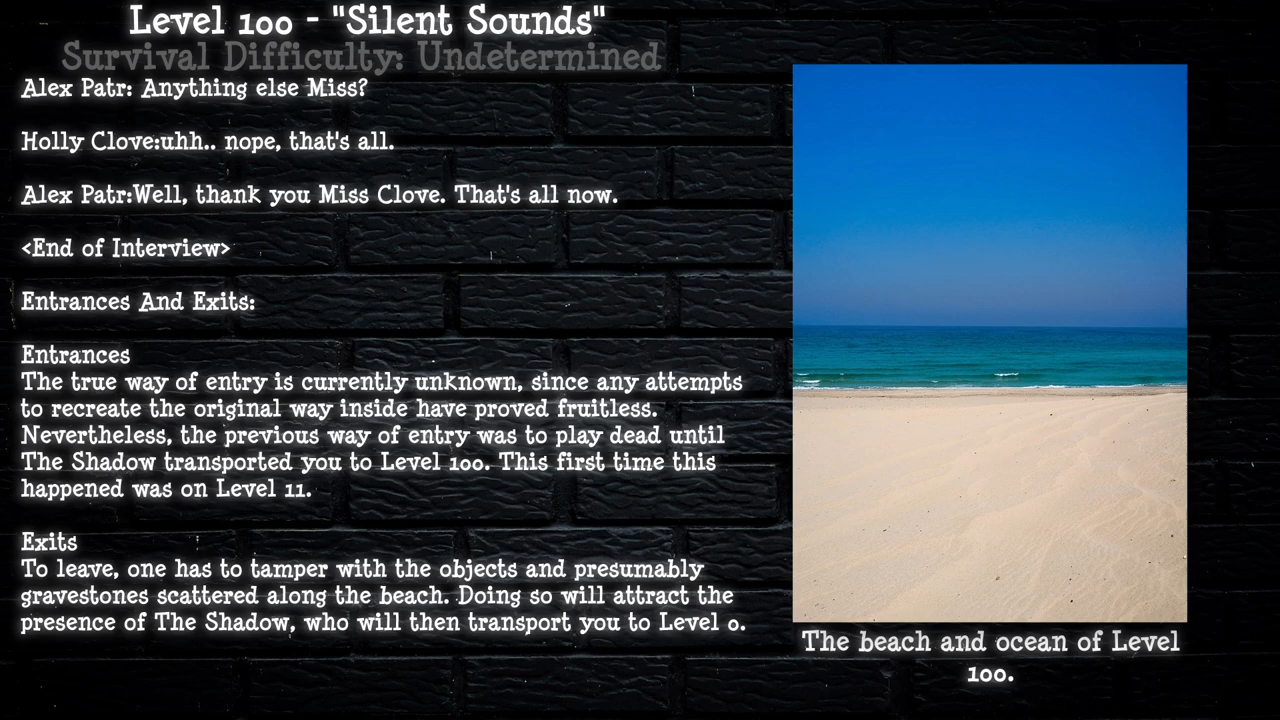 Level 100 - "Silent Sounds"
Survival Difficulty: Undetermined
Alex Patr: Anything else Miss?
Holly Clove:uhh.. nope, that's all.
Alex Patr:Well, thank you Miss Clove. That's all now.
<End of Interview>
Entrances And Exits:
Entrances
The true way of entry is currently unknown, since any attempts
to recreate the original way inside have proved fruitless.
Nevertheless, the previous way of entry was to play dead until
The Shadow transported you to Level 100. This first time this
happened was on Level 11.
Exits
To leave, one has to tamper with the objects and presumably
gravestones scattered along the beach. Doing so will attract the
presence of The Shadow, who will then transport you to Level 0.
The beach and ocean of Level
100.